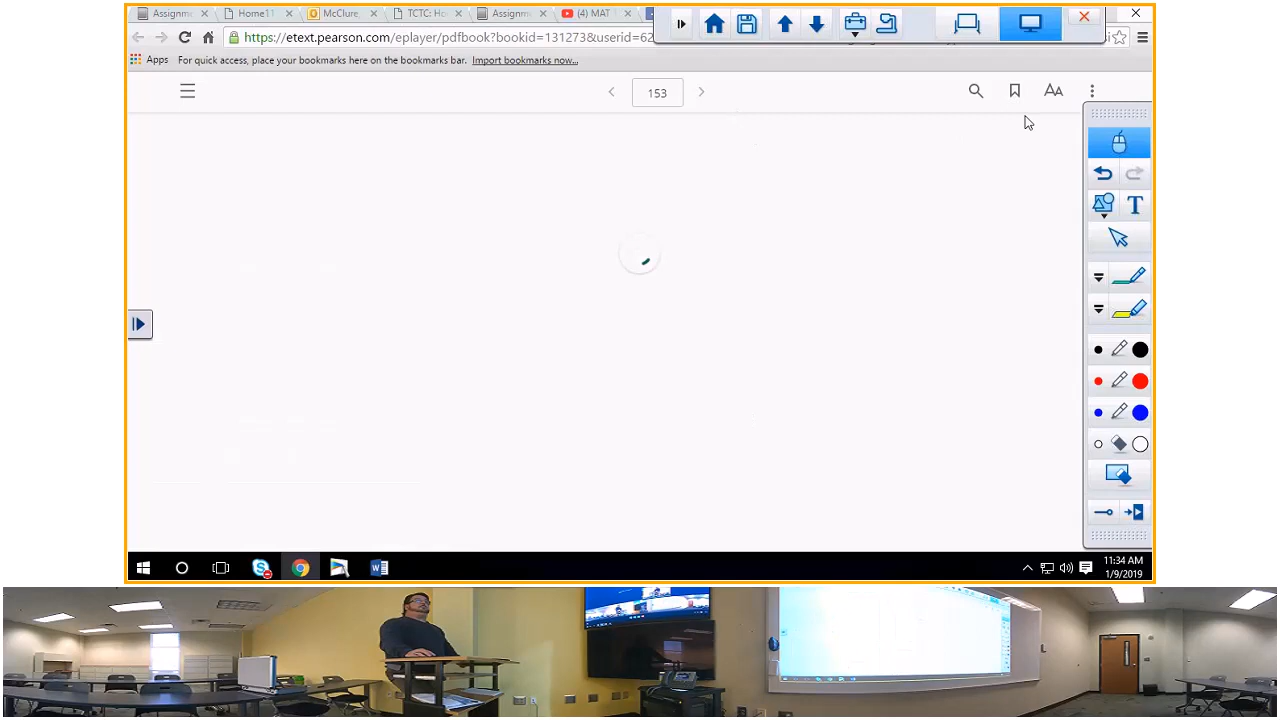 Assignme
Home11
McClure,
TCTC: Ho
Assignm
(4) MAT
https://etext.pearson.com/eplayer/pdfbook?bookid=131273&userid=62
Apps For quick access, place your bookmarks here on the bookmarks bar. Import bookmarks now...
153
AA
T
11:34 AM
1/9/2019